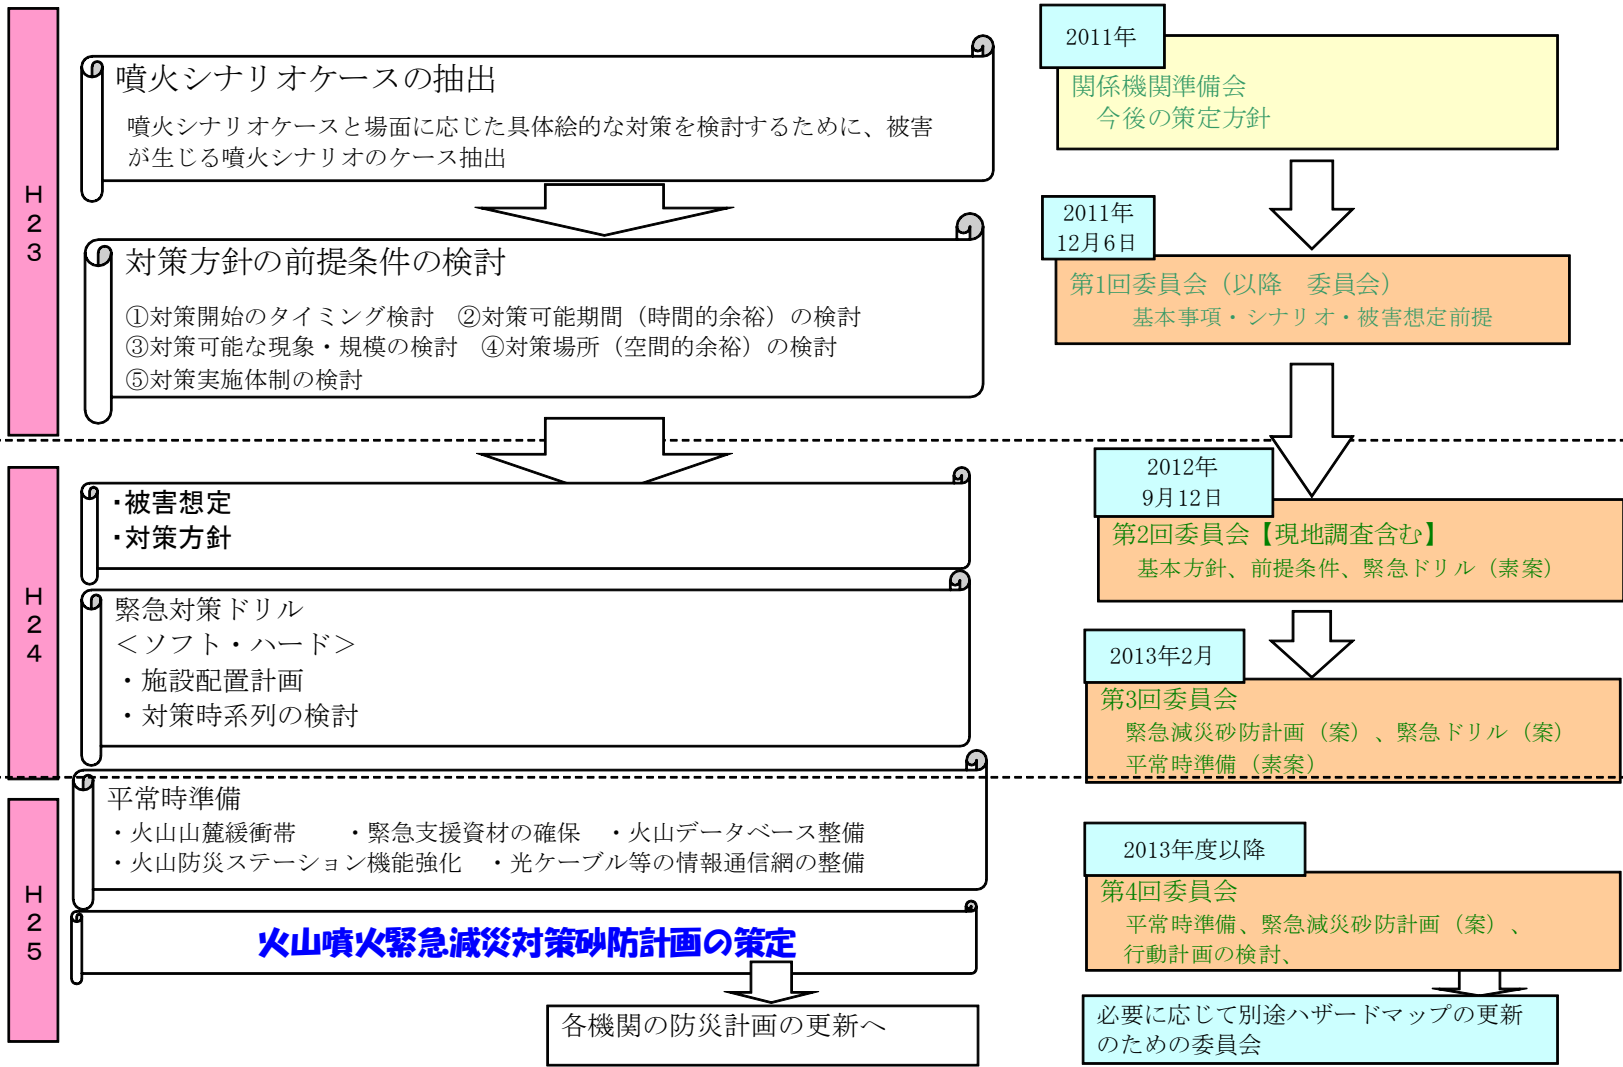 H
2
3
噴火シナリオケースの抽出
噴火シナリオケースと場面に応じた具体絵的な対策を検討するために、被害
が生じる噴火シナリオのケース抽出
対策方針の前提条件の検討
①対策開始のタイミング検討　②対策可能期間（時間的余裕）の検討
③対策可能な現象・規模の検討　④対策場所（空間的余裕）の検討
⑤対策実施体制の検討
2011年
関係機関準備会
今後の策定方針
2011年
12月6日
第1回委員会（以降　委員会）
基本事項・シナリオ・被害想定前提
H
2
4
・被害想定
・対策方針
緊急対策ドリル
＜ソフト・ハード＞
・施設配置計画
・対策時系列の検討
2012年
9月12日
第2回委員会【現地調査含む】
基本方針、前提条件、緊急ドリル（素案）
2013年2月
第3回委員会
緊急減災砂防計画（案）、緊急ドリル（案）
平常時準備（素案）
H
2
5
平常時準備
・火山山麓緩衝帯　　・緊急支援資材の確保　・火山データベース整備
・火山防災ステーション機能強化　・光ケーブル等の情報通信網の整備
火山噴火緊急減災対策砂防計画の策定
各機関の防災計画の更新へ
2013年度以降
第4回委員会
平常時準備、緊急減災砂防計画（案）、
行動計画の検討、
必要に応じて別途ハザードマップの更新
のための委員会